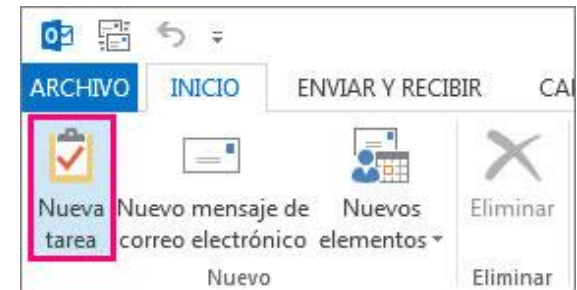 ARCHIVO INICIO ENVIAR Y RECIBIR
Nueva Nuevo mensaje de Nuevos Eliminar
tarea correo electrónico elementos
Nuevo Eliminar